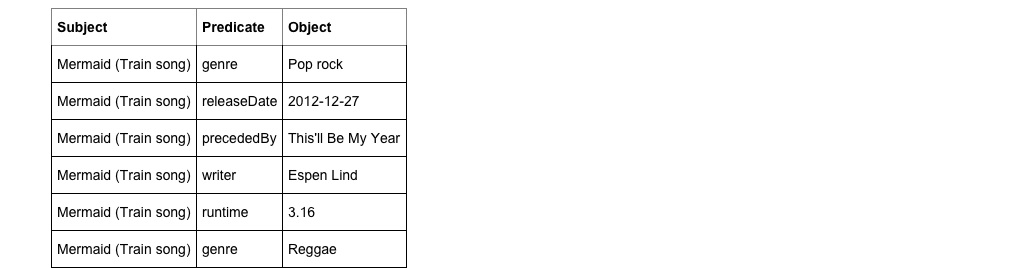 Subject Predicate Object
Mermaid (Train song) genre Pop rock
Mermaid (Train song) releaseDate 2012-12-27
Mermaid (Train song) precededBy This'll Be My Year
Mermaid (Train song) writer Espen Lind
Mermaid (Train song) runtime 3.16
Mermaid (Train song) genre Reggae